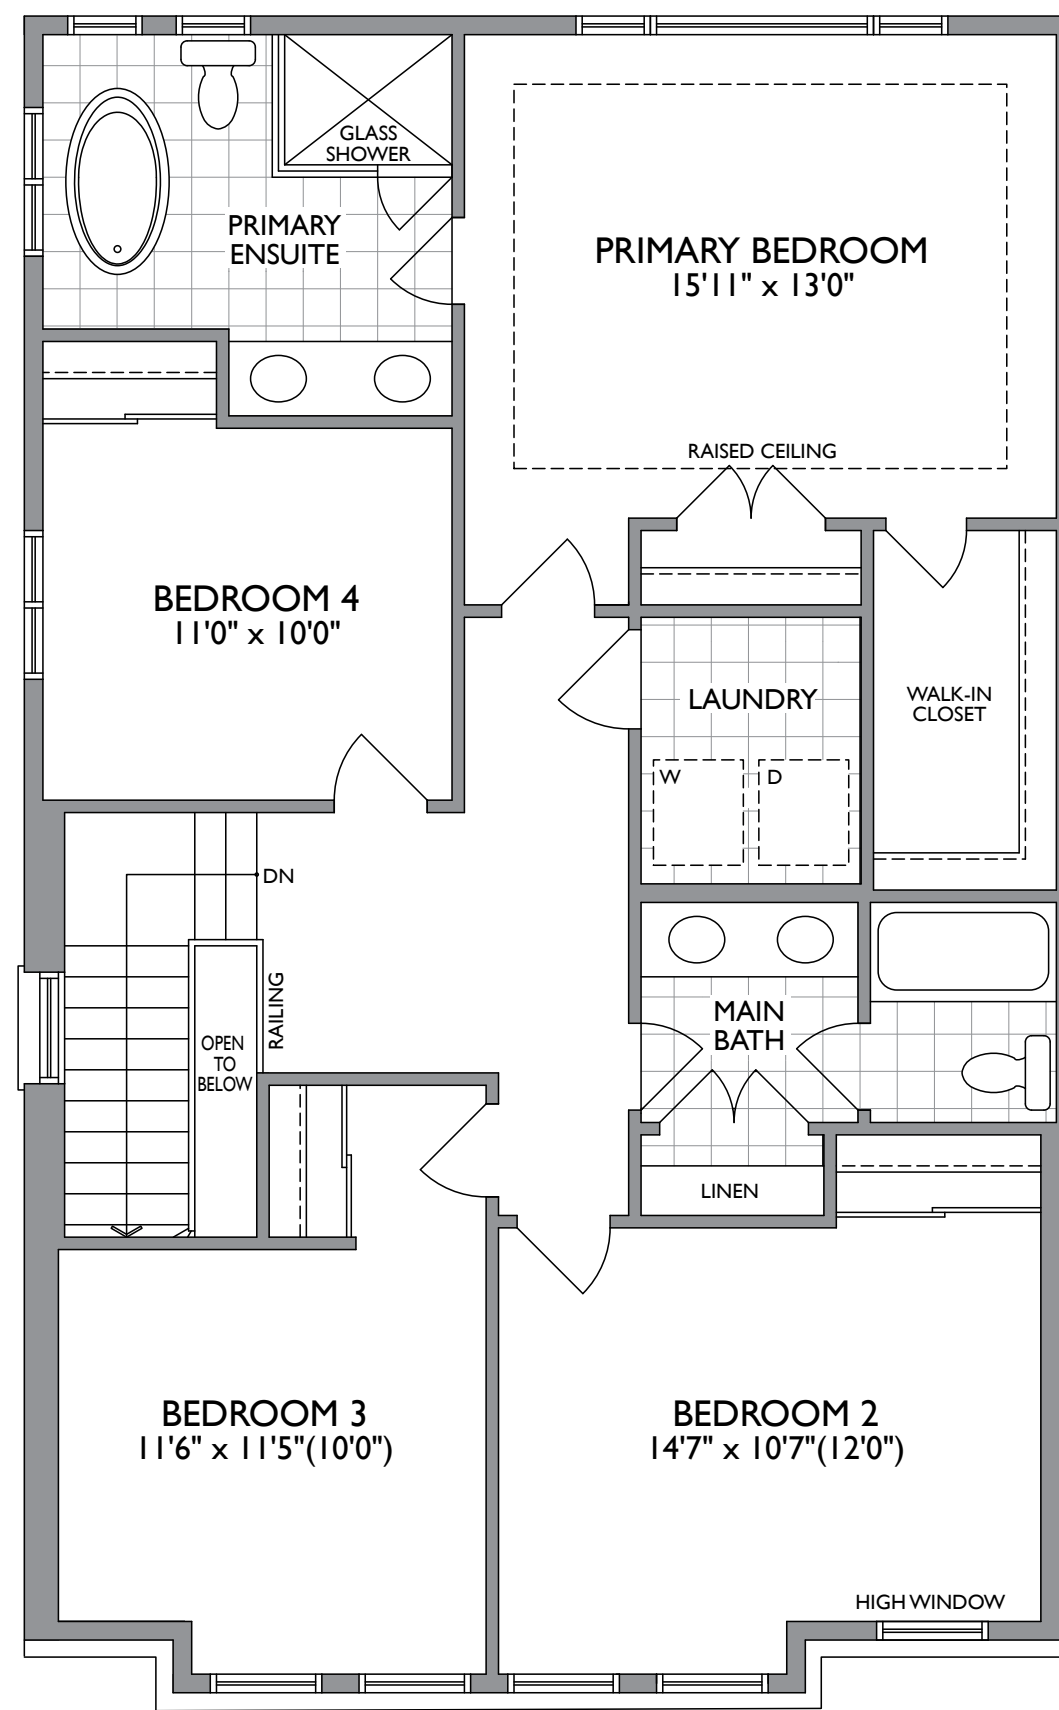 GLASS
SHOWER
PRIMARY
ENSUITE
PRIMARY BEDROOM
15'11" x 13'0"
RAISED CEILING
BEDROOM 4
11'0" x 10'0"
LAUNDRY
W
D
WALK-IN
CLOSET
DN
RAILING
OPEN
TO
BELOW
MAIN
BATH
LINEN
BEDROOM 3
11'6" x 11'5"(10'0")
BEDROOM 2
14'7" x 10'7"(12'0")
HIGH WINDOW